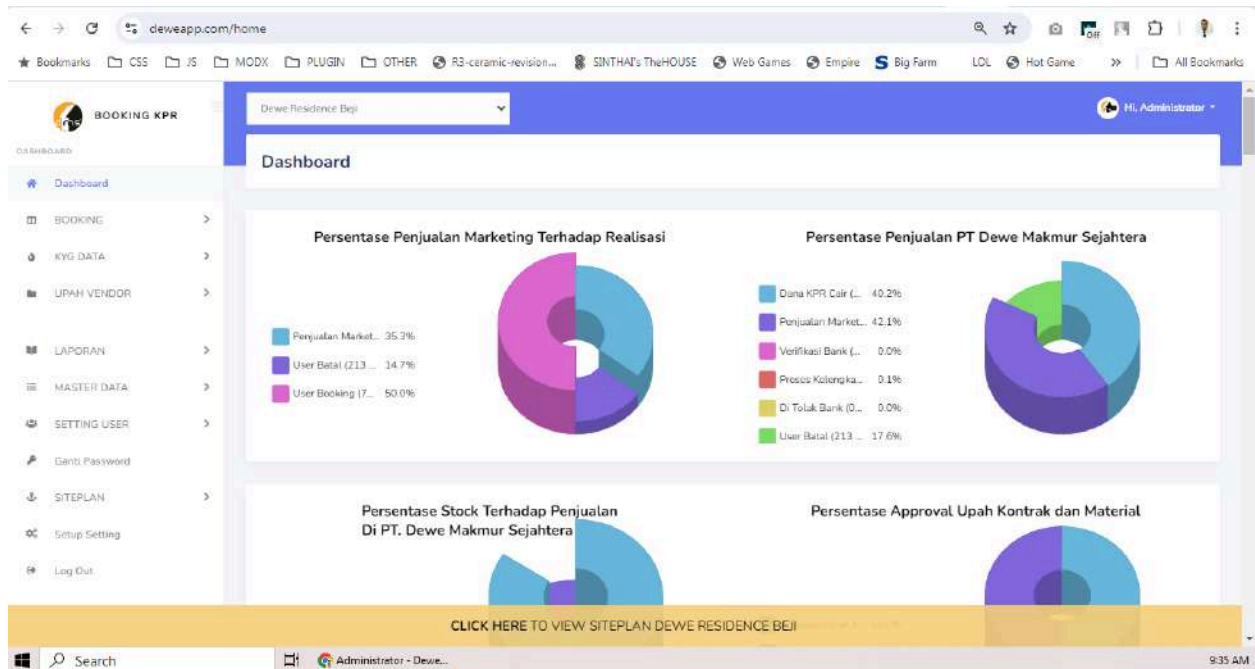 deweapp.com/home
Bookmarks CSS JS MODX PLUGIN OTHER R3-ceramic-revision... SINTHAI's TheHOUSE Web Games Empire Big Farm LOL Hot Game » All Bookmarks
BOOKING KPR
Dewe Residence Beji
Hi, Administrator
DASHBOARD
Dashboard
Dashboard
BOOKING
KYG DATA
UPAH VENDOR
LAPORAN
MASTER DATA
SETTING USER
Ganti Password
SITEPLAN
Setup Setting
Log Out
Persentase Penjualan Marketing Terhadap Realisasi
Penjualan Market... 35.3%
User Batal (213 ... 14.7%
User Booking (7... 50.0%
Persentase Penjualan PT Dewe Makmur Sejahtera
Dana KPR Cair (... 40.2%
Penjualan Market... 42.1%
Verifikasi Bank (... 0.0%
Proses Kelengka... 0.1%
Di Tolak Bank (0... 0.0%
User Batal (213 ... 17.6%
Persentase Stock Terhadap Penjualan
Di PT. Dewe Makmur Sejahtera
Persentase Approval Upah Kontrak dan Material
CLICK HERE TO VIEW SITEPLAN DEWE RESIDENCE BEJI
Search
Administrator - Dewe...
9:35 AM